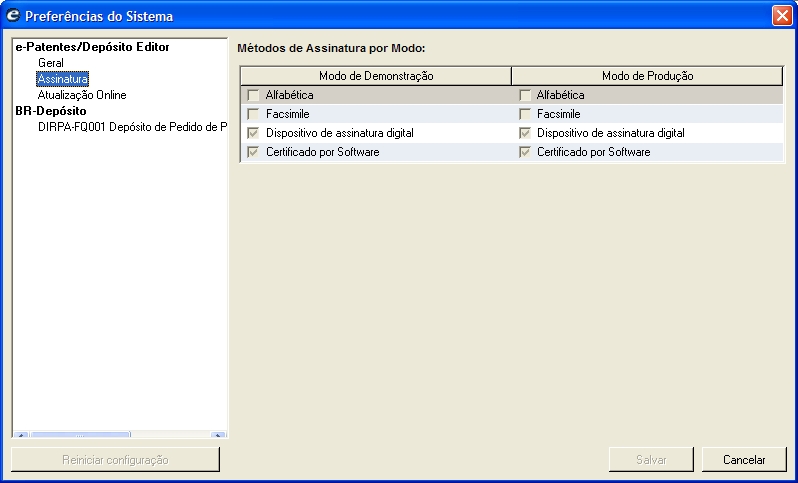 Preferências do Sistema
e-Patentes/Depósito Editor
Geral
Assinatura
Atualização Online
BR-Depósito
DIRPA-FQ001 Depósito de Pedido de P
Métodos de Assinatura por Modo:
Modo de Demonstração Modo de Produção
Alfabética Alfabética
Facsimile Facsimile
Dispositivo de assinatura digital Dispositivo de assinatura digital
Certificado por Software Certificado por Software
Reiniciar configuração Salvar Cancelar